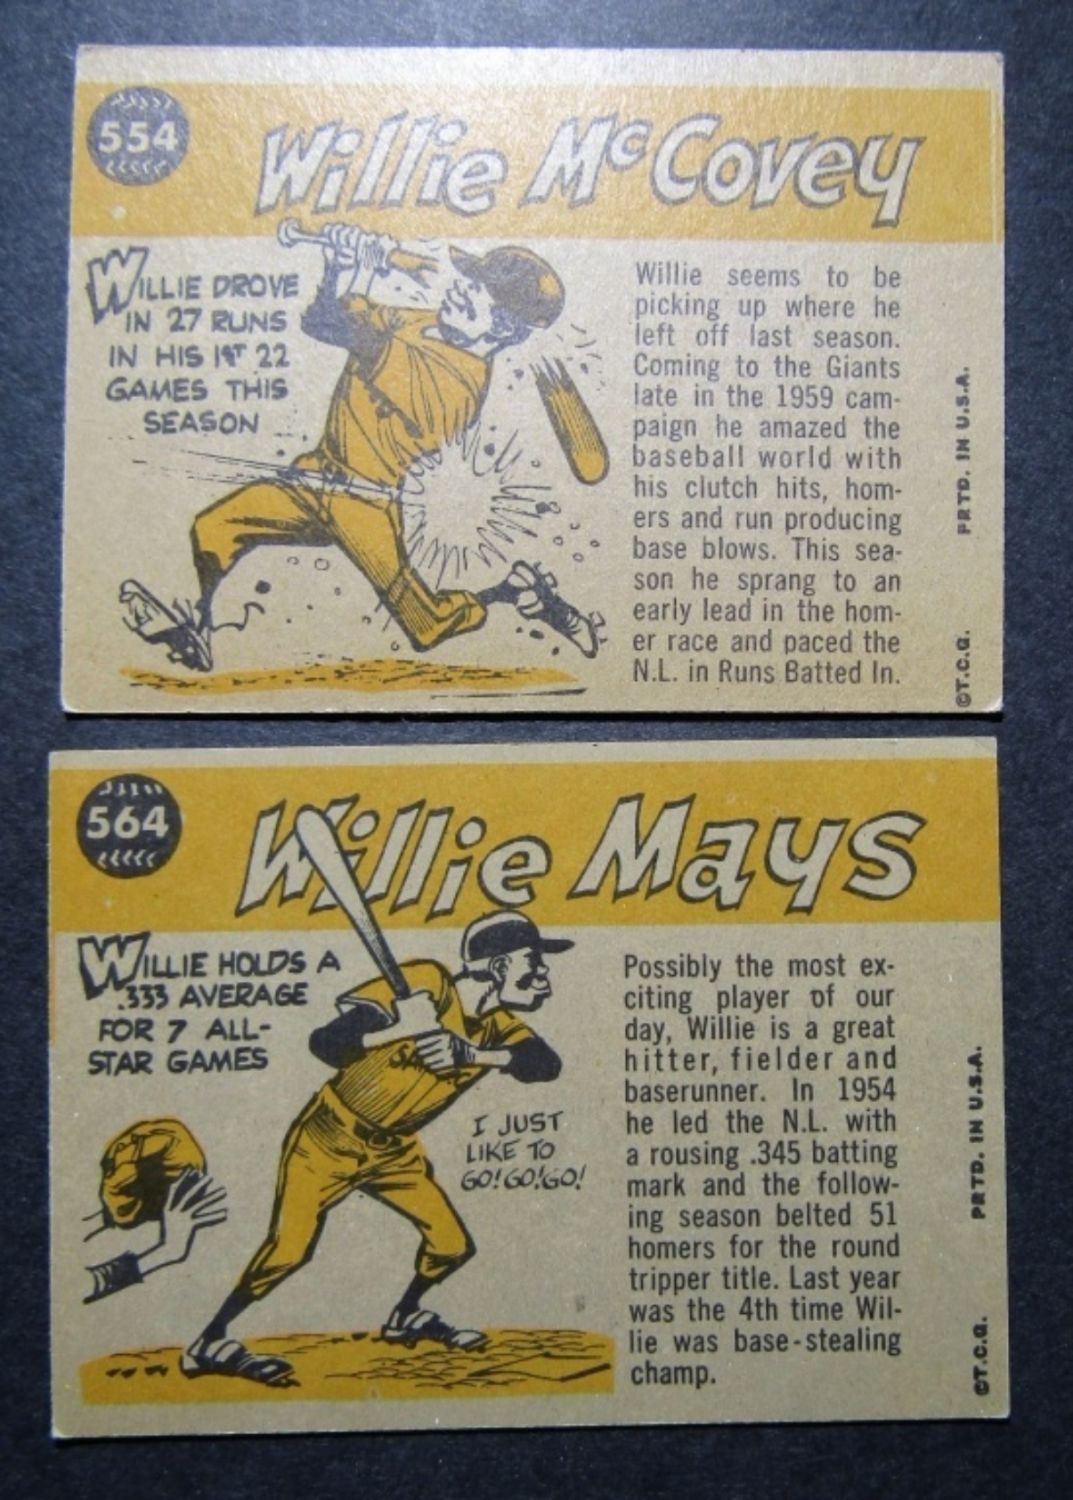 554
Willie McCovey
WILLIE DROVE
IN 27 RUNS
IN HIS 1ST 22
GAMES THIS
SEASON
Willie seems to be
picking up where he
left off last season.
Coming to the Giants
late in the 1959 cam-
paign he amazed the
baseball world with
his clutch hits, hom-
ers and run producing
base blows. This sea-
son he sprang to an
early lead in the hom-
er race and paced the
N.L. in Runs Batted In.
©T.C.G. PRTD. IN U.S.A.
564
Willie Mays
WILLIE HOLDS A
.333 AVERAGE
FOR 7 ALL-
STAR GAMES
I JUST
LIKE TO
GO! GO! GO!
Possibly the most ex-
citing player of our
day, Willie is a great
hitter, fielder and
baserunner. In 1954
he led the N.L. with
a rousing .345 batting
mark and the follow-
ing season belted 51
homers for the round
tripper title. Last year
was the 4th time Wil-
lie was base-stealing
champ.
©T.C.G. PRTD. IN U.S.A.